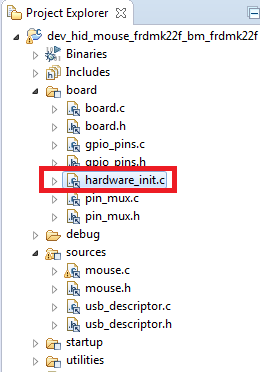 Project Explorer
dev_hid_mouse_frdmk22f_bm_frdmk22f
Binaries
Includes
board
board.c
board.h
gpio_pins.c
gpio_pins.h
hardware_init.c
pin_mux.c
pin_mux.h
debug
sources
mouse.c
mouse.h
usb_descriptor.c
usb_descriptor.h
startup
utilities